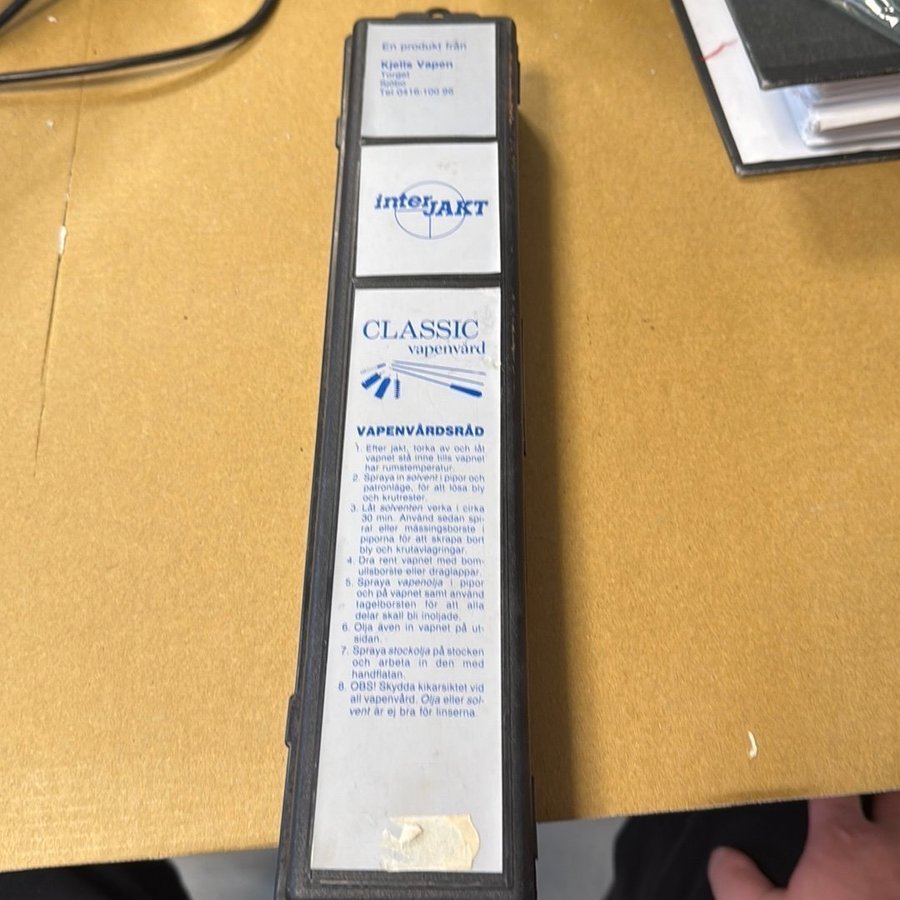 En produkt från
Kjells Vapen
Torget
Sjöbo
Tel 0416-100 98
interJAKT
CLASSIC
vapenvård
VAPENVÅRDSRÅD
1. Efter jakt, torka av och låt
vapnet stå inne tills vapnet
har rumstemperatur.
2. Spraya in solvent i pipor och
patronläge, för att lösa bly
och krutrester.
3. Låt solventen verka i cirka
30 min. Använd sedan spi-
ral eller mässingsborste i
piporna för att skrapa bort
bly och krutavlagringar.
4. Dra rent vapnet med bom-
ullsborste eller draglappar.
5. Spraya vapenolja i pipor
och på vapnet samt använd
tagelborsten för att alla
delar skall bli inoljade.
6. Olja även in vapnet på ut-
sidan.
7. Spraya stockolja på stocken
och arbeta in den med
handflatan.
8. OBS! Skydda kikarsiktet vid
all vapenvård. Olja eller sol-
vent är ej bra för linserna.